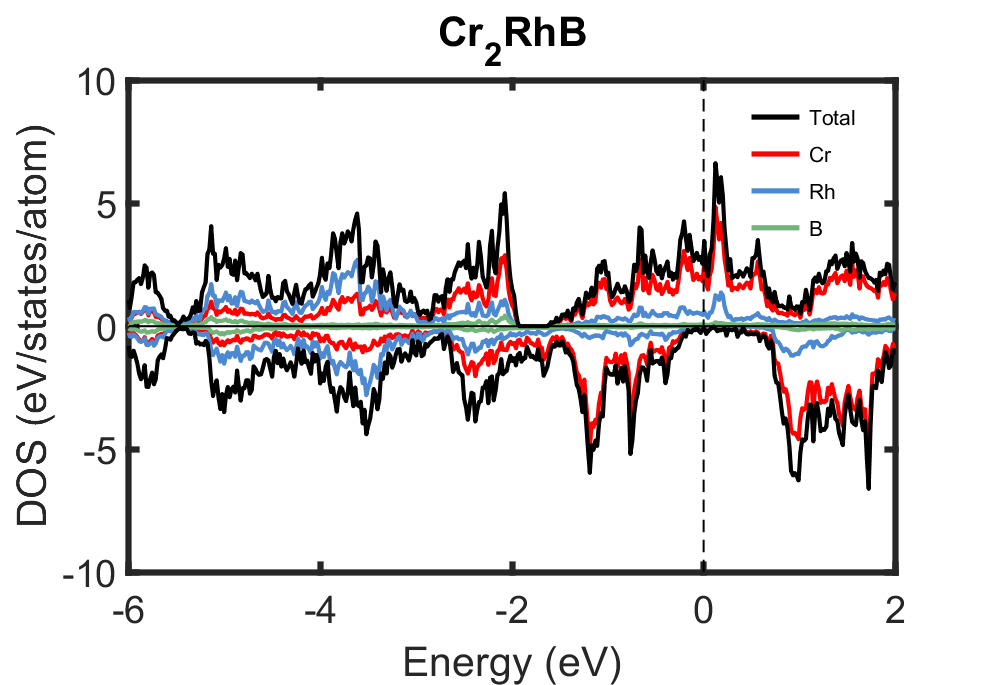 Cr₂RhB
10
5
0
-5
-10
DOS (eV/states/atom)
Total
Cr
Rh
B
-6 -4 -2 0 2
Energy (eV)